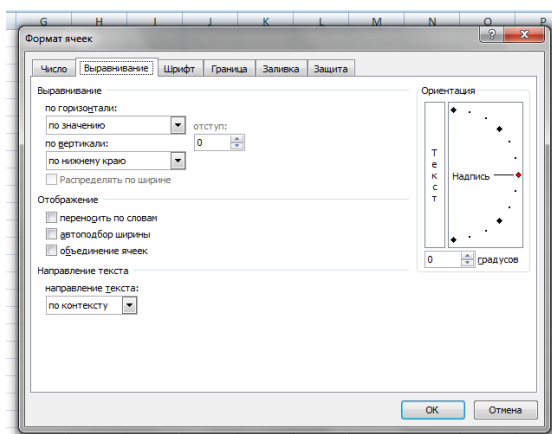 G H I J K L M N O P
Формат ячеек
Число Выравнивание Шрифт Граница Заливка Защита
Выравнивание
по горизонтали:
по значению
отступ:
по вертикали:
0
по нижнему краю
Распределять по ширине
Отображение
переносить по словам
автоподбор ширины
объединение ячеек
Направление текста
направление текста:
по контексту
Ориентация
Текст
Надпись
0 градусов
ОК Отмена